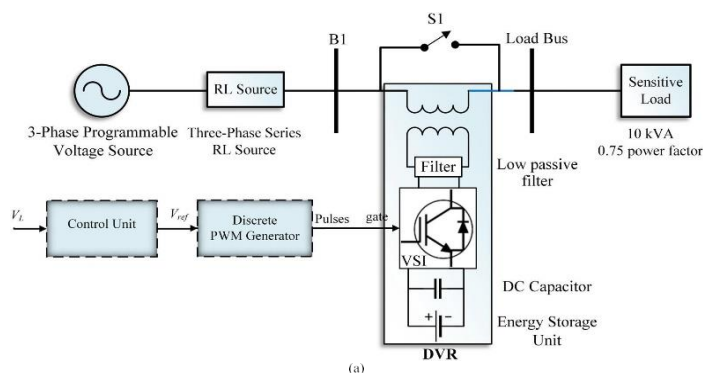 S1
B1
Load Bus
RL Source
Sensitive
Load
3-Phase Programmable
Voltage Source
Three-Phase Series
RL Source
10 kVA
0.75 power factor
Filter
Low passive
filter
V_L
Control Unit
V_ref
Discrete
PWM Generator
Pulses
gate
VSI
DC Capacitor
+ −
Energy Storage
Unit
DVR
(a)